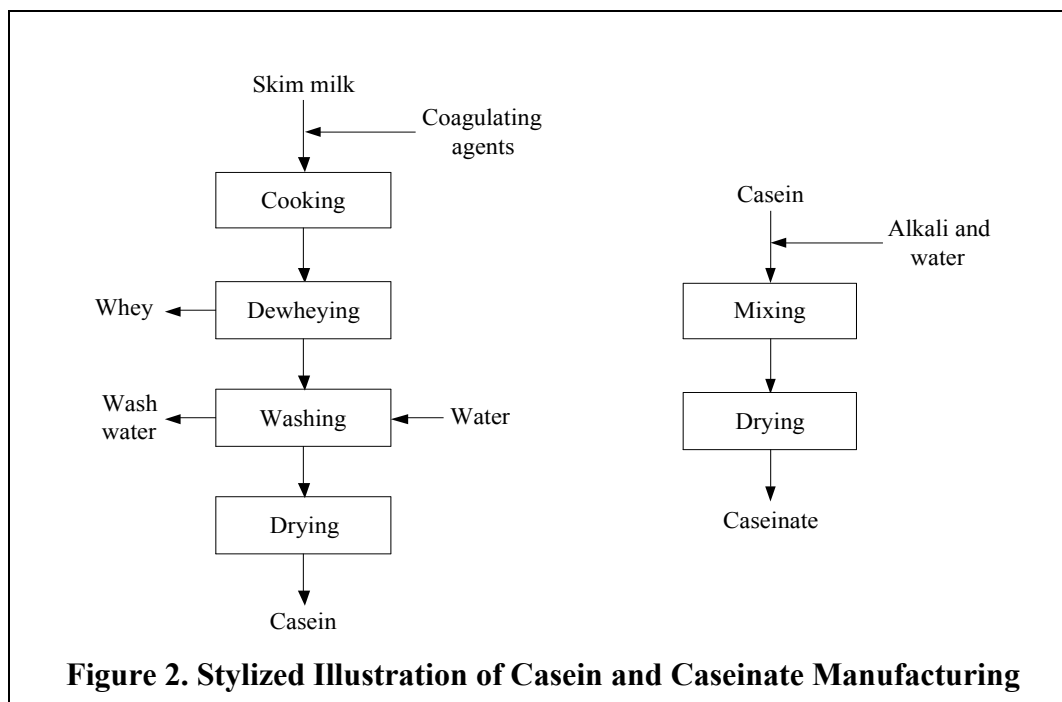 Skim milk
Coagulating
agents
Cooking
Whey
Dewheying
Wash
water
Washing
Water
Drying
Casein
Casein
Alkali and
water
Mixing
Drying
Caseinate
Figure 2. Stylized Illustration of Casein and Caseinate Manufacturing